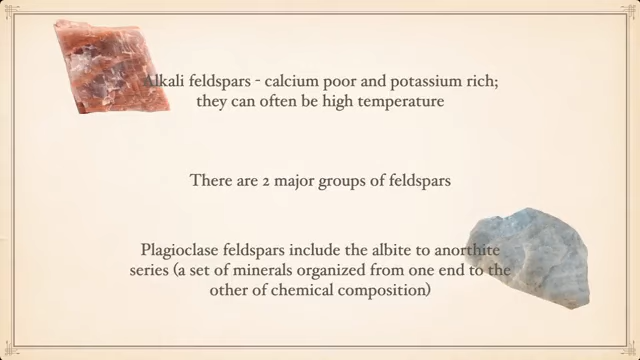 Alkali feldspars - calcium poor and potassium rich;
they can often be high temperature
There are 2 major groups of feldspars
Plagioclase feldspars include the albite to anorthite
series (a set of minerals organized from one end to the
other of chemical composition)